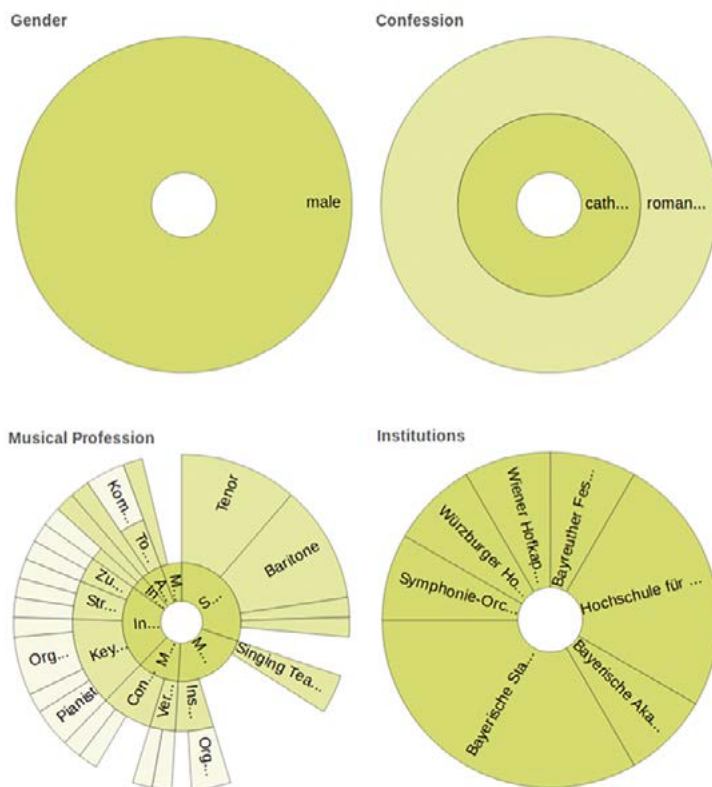 Gender
Confession
male
cath...
roman...
Musical Profession
Institutions
Tenor
Baritone
S...
M...
Singing Tea...
Ins...
Org...
Ver...
M...
Con...
Pianist
Key...
Org...
In...
Str...
Zu...
In...
A...
To...
Kom...
M...
Wiener Hofkap...
Bayreuther Fes...
Würzburger Ho...
Hochschule für ...
Symphonie-Orc...
Bayerische Aka...
Bayerische Sta...